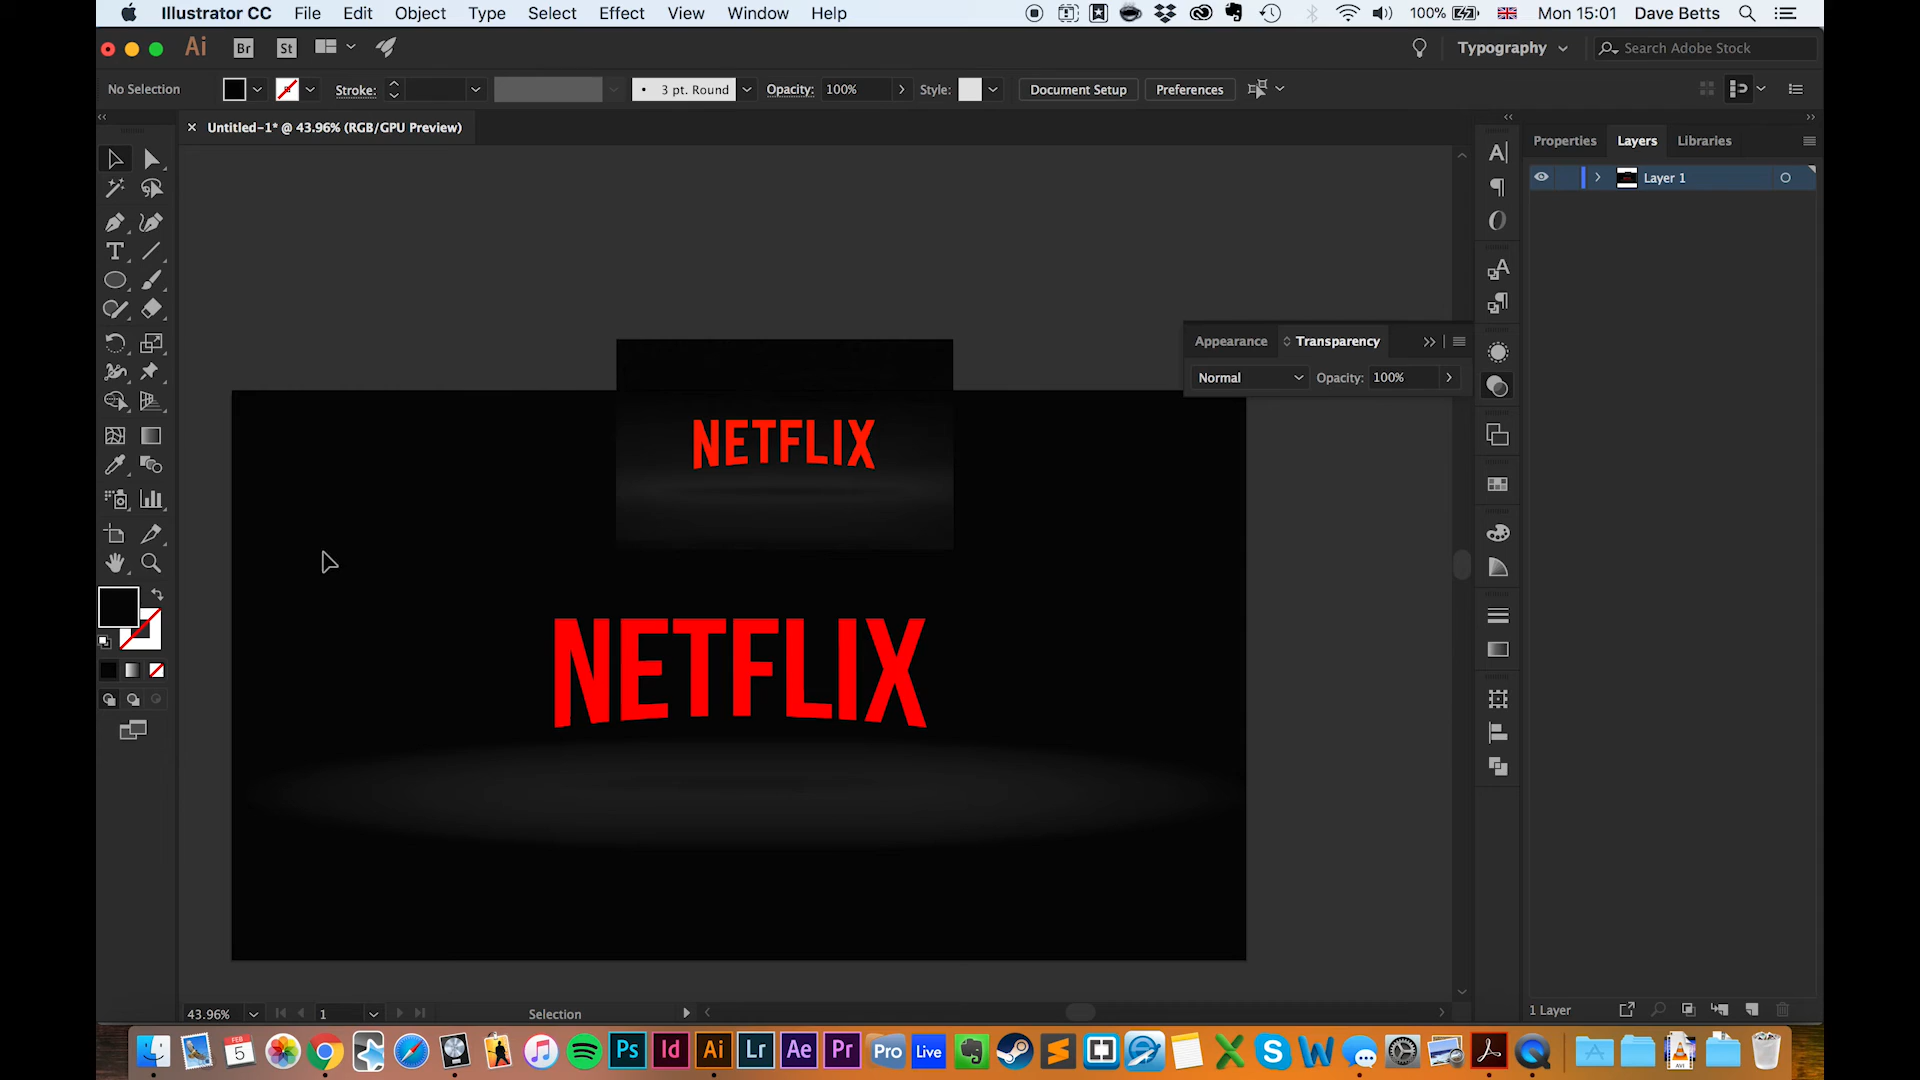 Illustrator CC File Edit Object Type Select Effect View Window Help 100% Mon 15:01 Dave Betts
Ai Br St Typography Search Adobe Stock
No Selection Stroke: 3 pt. Round Opacity: 100% Style: Document Setup Preferences
Untitled-1* @ 43.96% (RGB/GPU Preview)
Properties Layers Libraries
Layer 1
Appearance Transparency
Normal Opacity: 100%
NETFLIX
NETFLIX
43.96% 1 Selection
1 Layer
FEB
5
Ps Id Ai Lr Ae Pr Pro Live